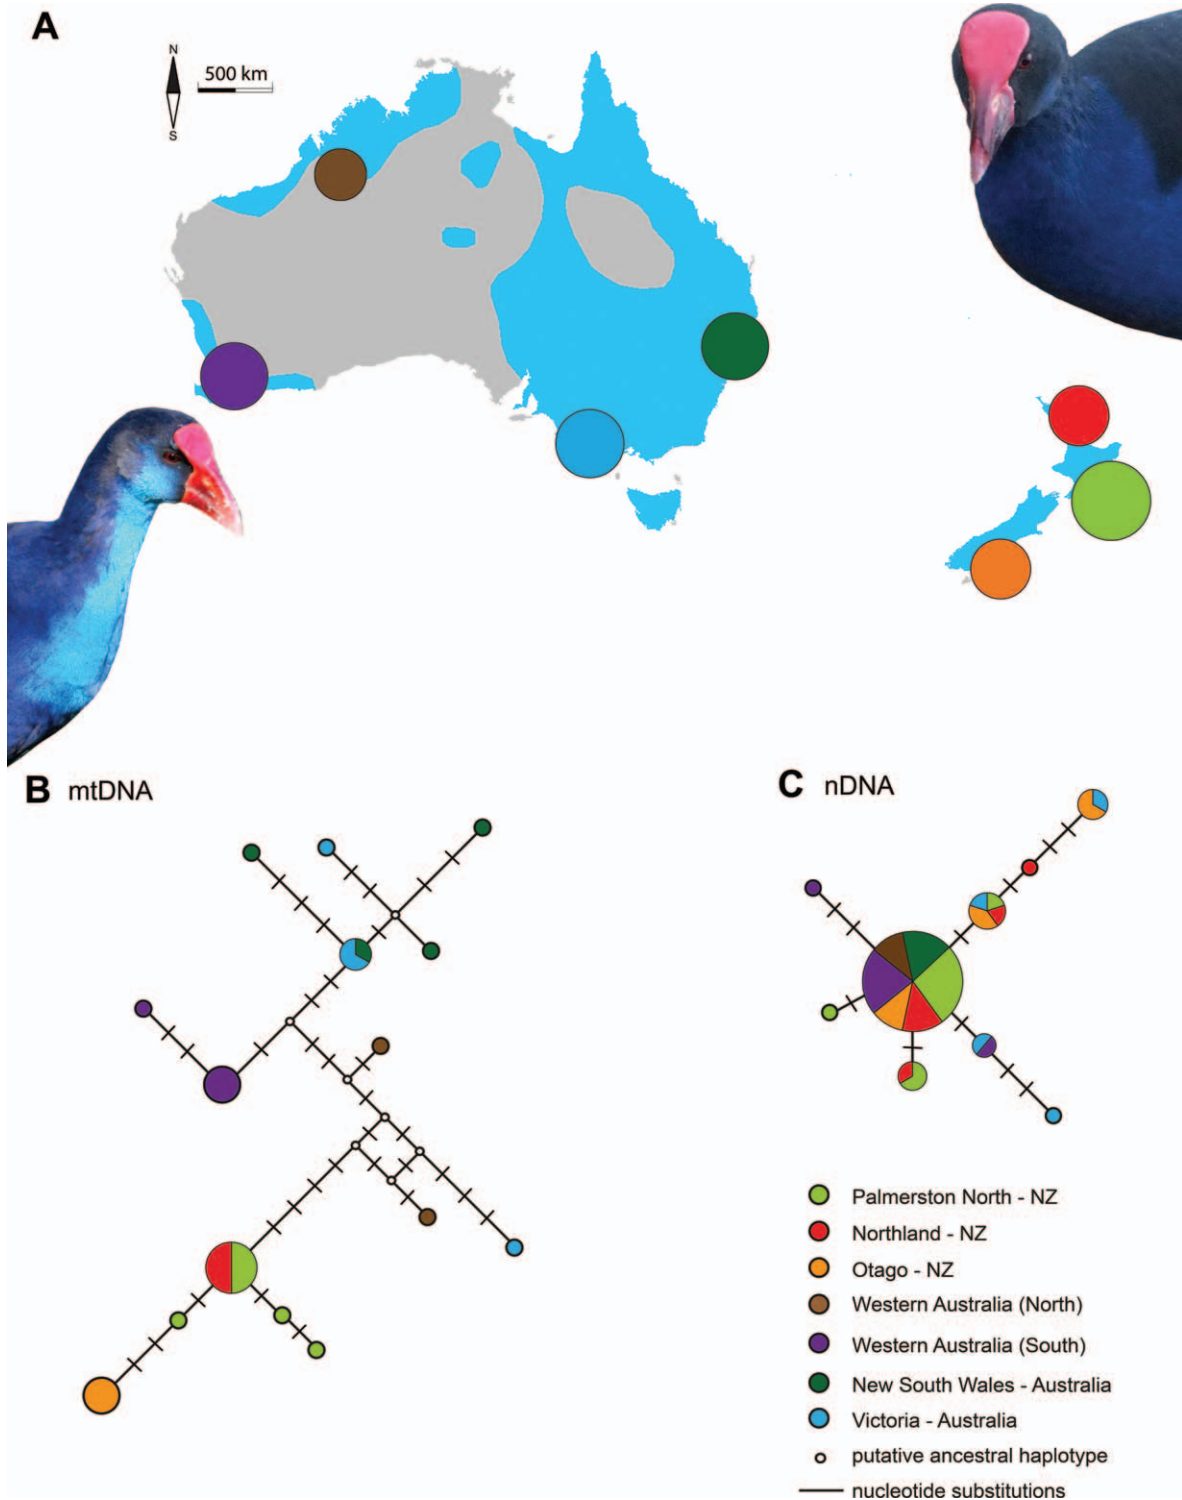 A
N
S
500 km
B mtDNA
C nDNA
Palmerston North - NZ
Northland - NZ
Otago - NZ
Western Australia (North)
Western Australia (South)
New South Wales - Australia
Victoria - Australia
putative ancestral haplotype
nucleotide substitutions